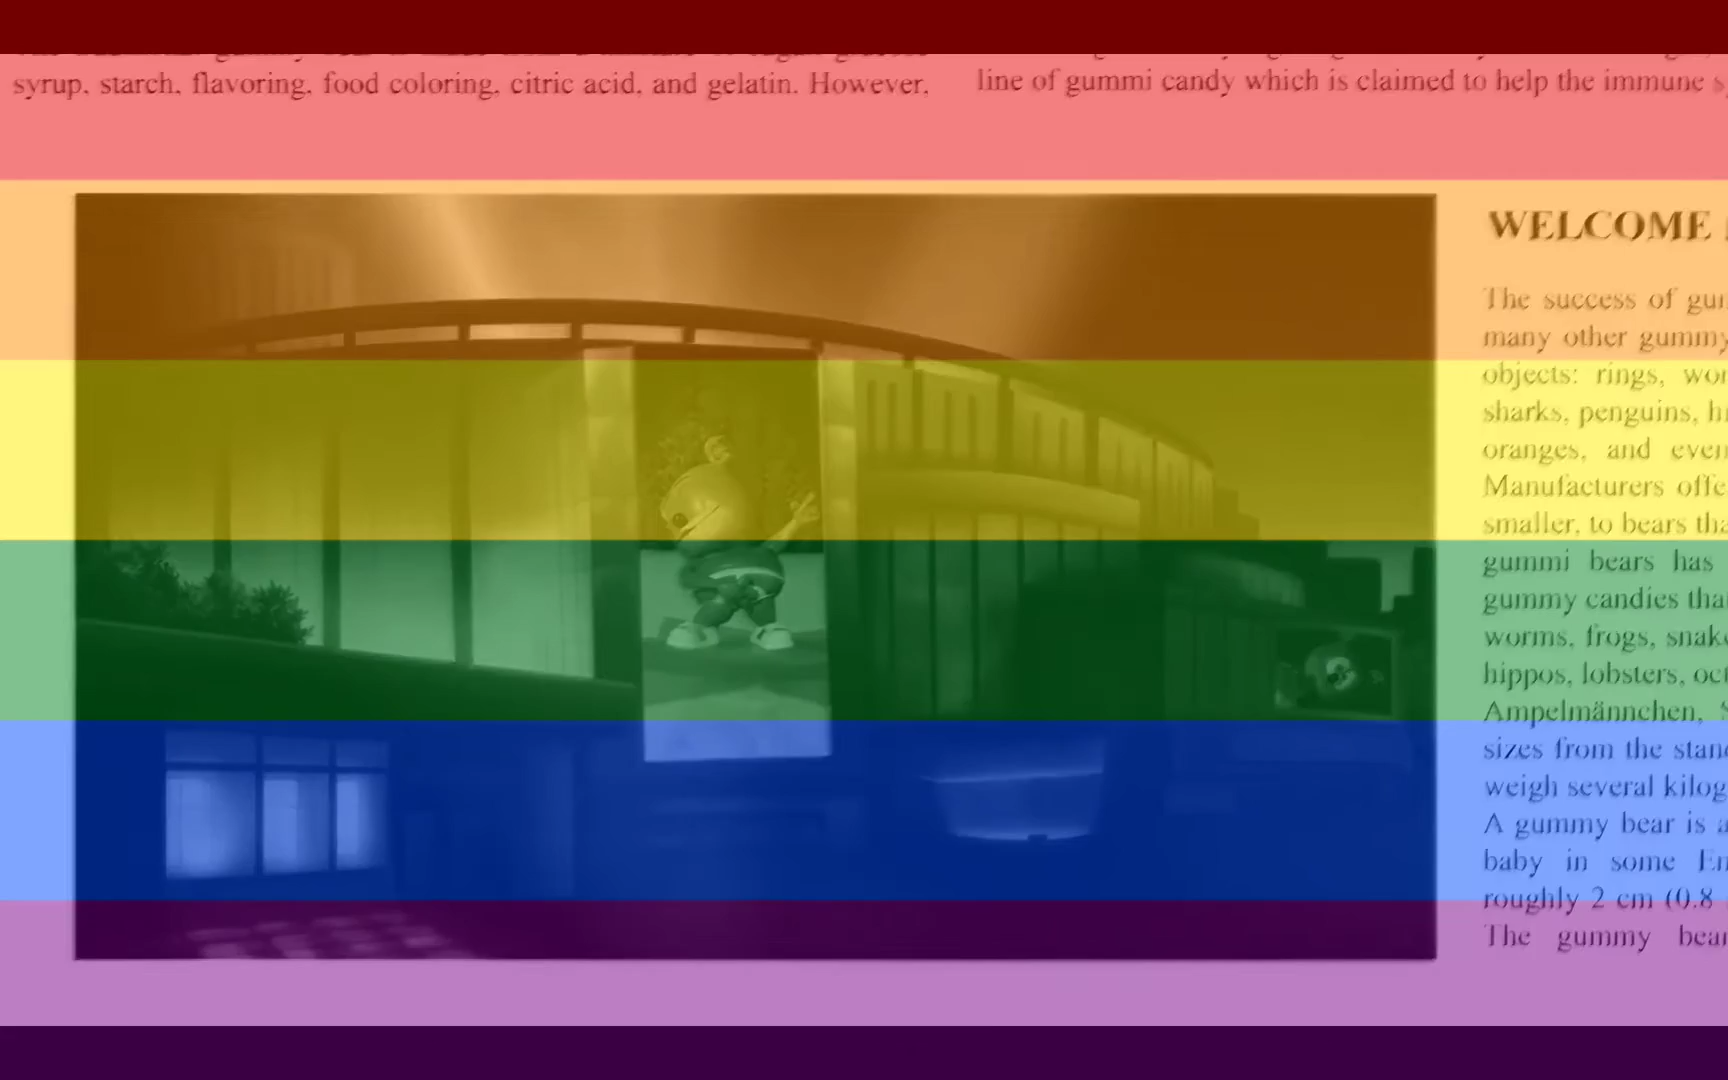 syrup, starch, flavoring, food coloring, citric acid, and gelatin. However,
line of gummi candy which is claimed to help the immune
WELCOME
The success of
many other gummy
objects: rings,
sharks, penguins,
oranges, and even
Manufacturers
smaller, to bears
gummi bears has
gummy candies
worms, frogs,
hippos, lobsters,
Ampelmännchen,
sizes from the
weigh several
A gummy bear is
baby in some
roughly 2 cm (0.8
The gummy